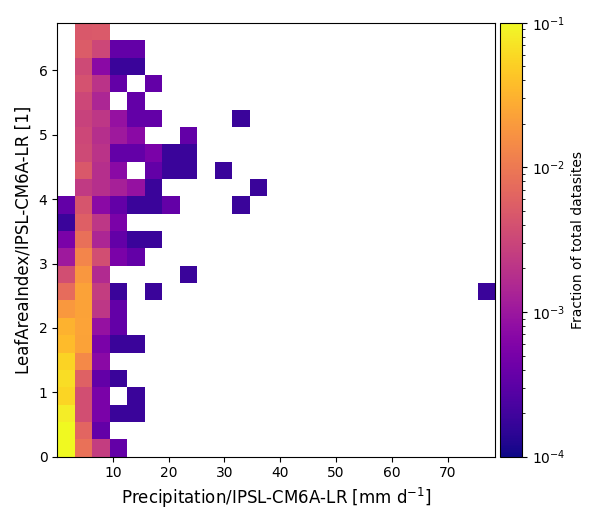 LeafAreaIndex/IPSL-CM6A-LR [1]
6
5
4
3
2
1
0
10 20 30 40 50 60 70
Precipitation/IPSL-CM6A-LR [mm d⁻¹]
10⁻¹
10⁻²
10⁻³
10⁻⁴
Fraction of total datasites